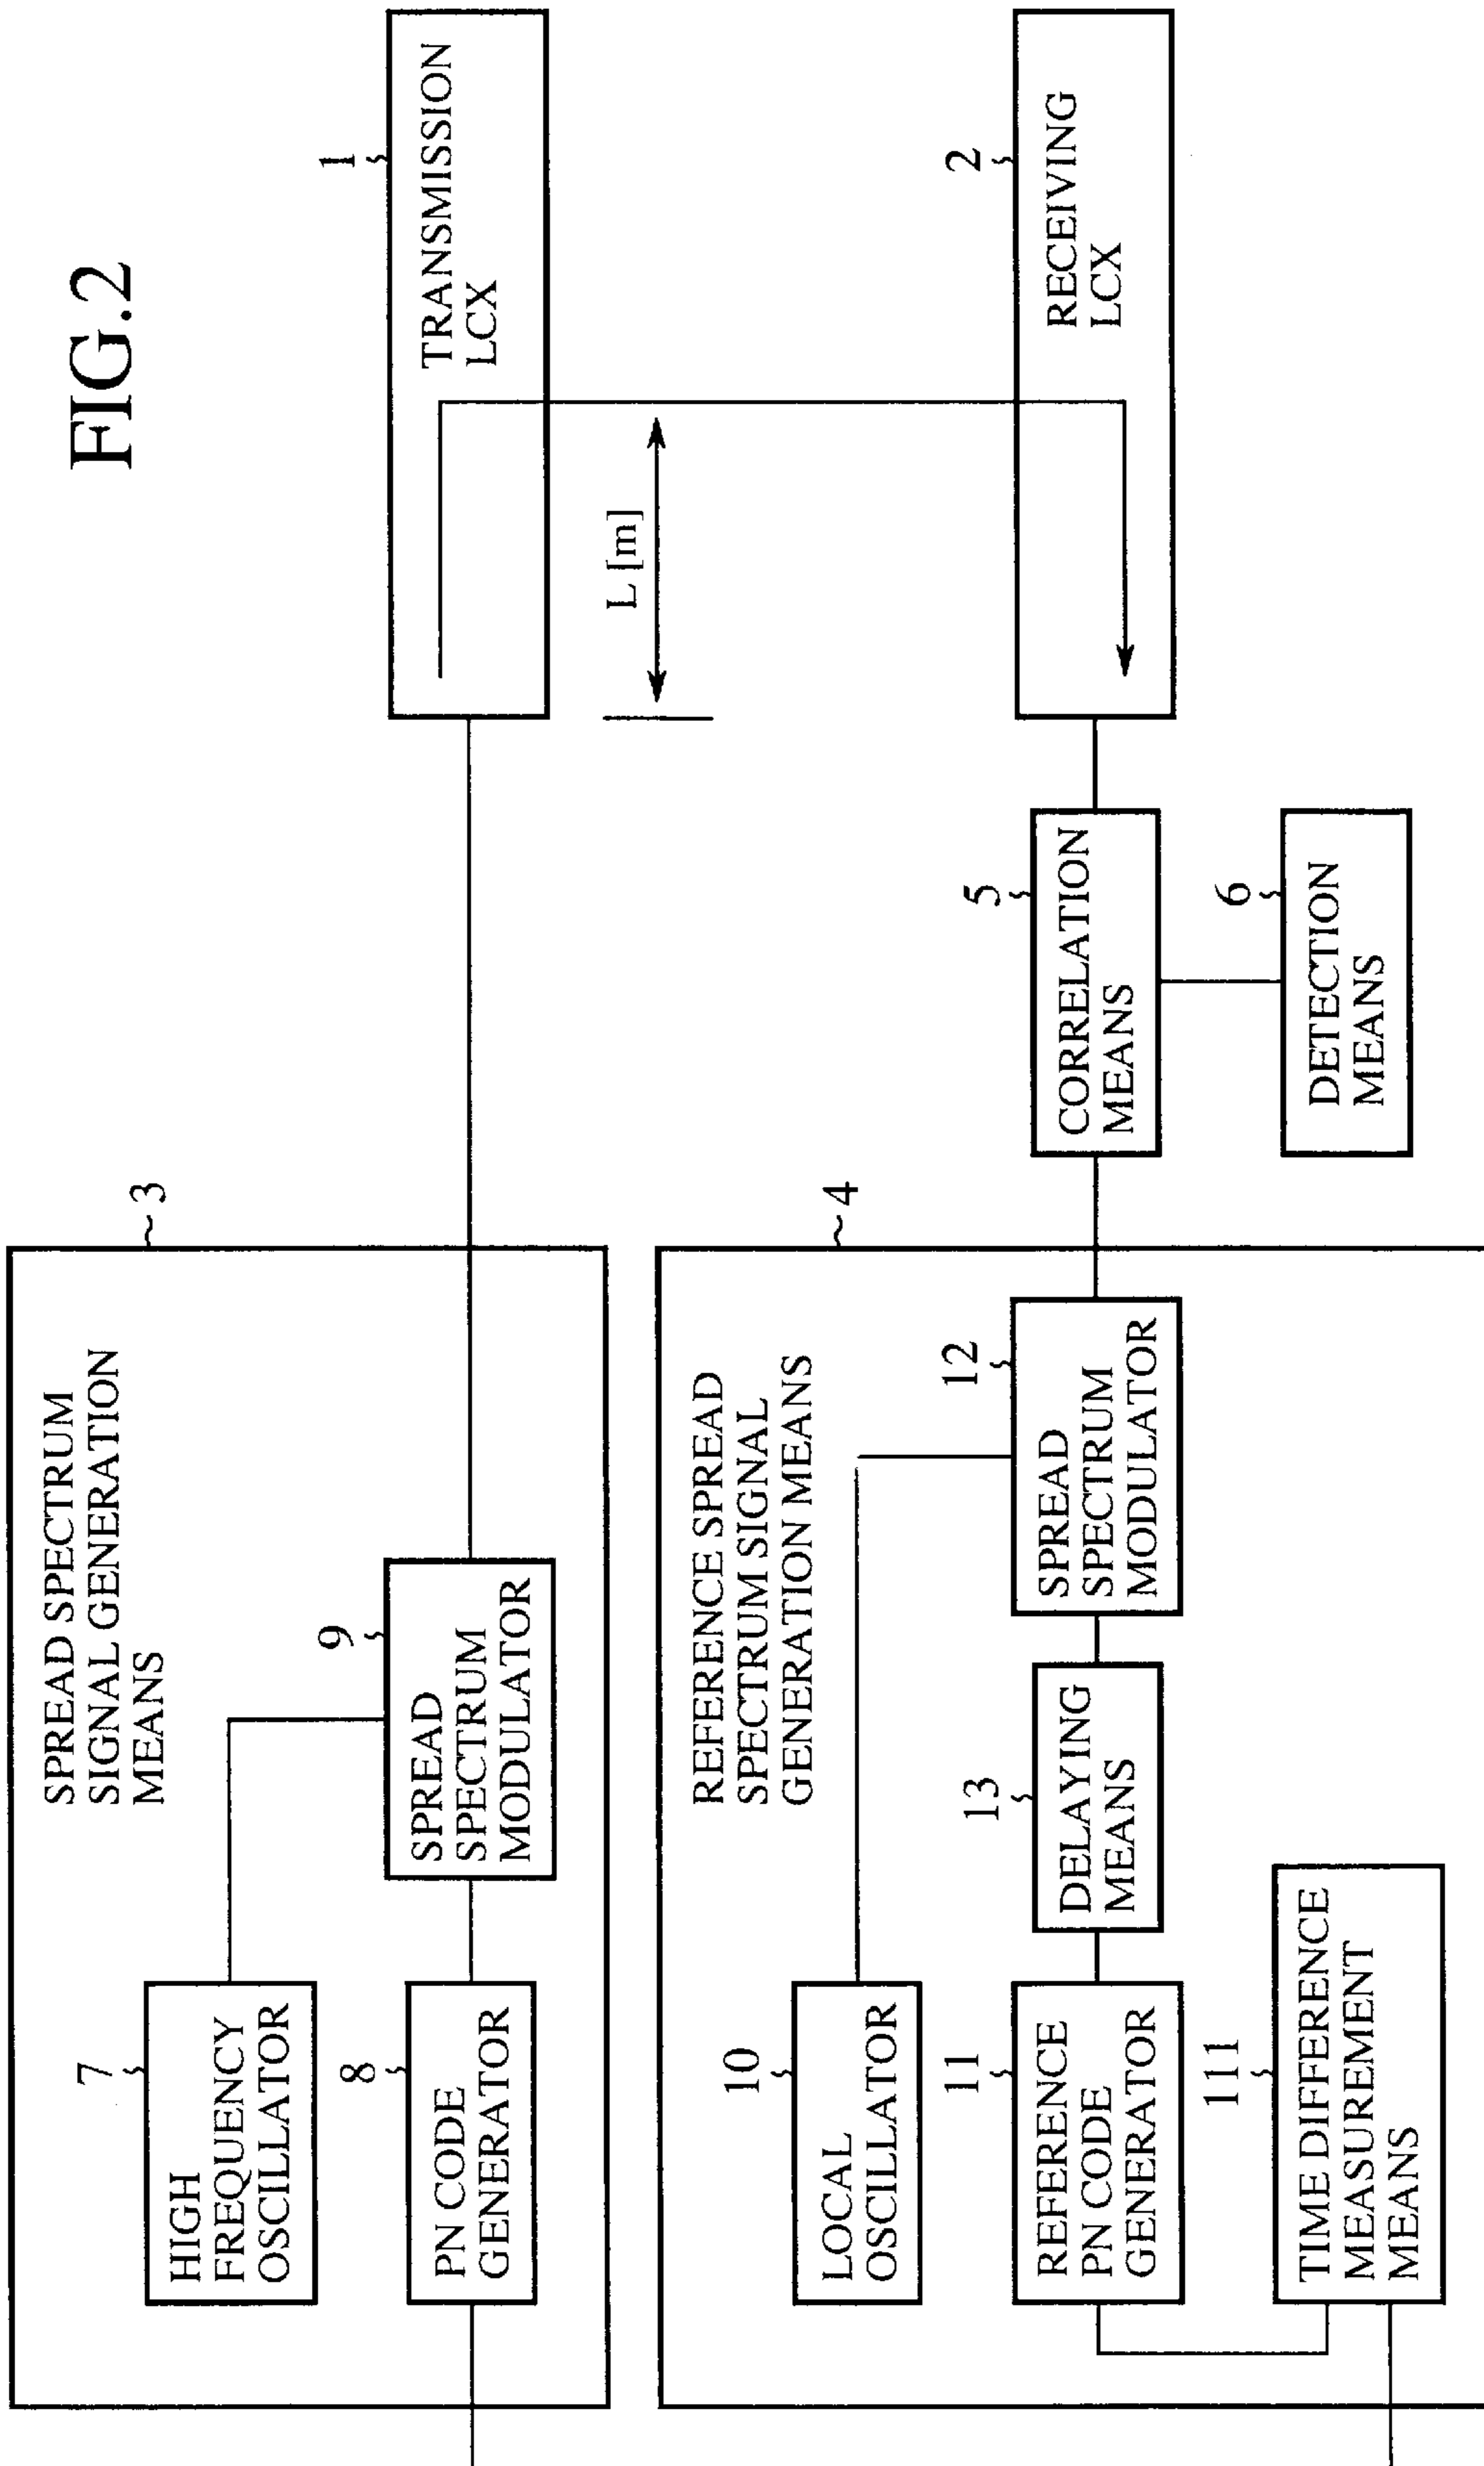 FIG.2
SPREAD SPECTRUM
SIGNAL GENERATION
MEANS
3
7
HIGH
FREQUENCY
OSCILLATOR
8
PN CODE
GENERATOR
9
SPREAD
SPECTRUM
MODULATOR
1
TRANSMISSION
LCX
L [m]
REFERENCE SPREAD
SPECTRUM SIGNAL
GENERATION MEANS
4
10
LOCAL
OSCILLATOR
11
REFERENCE
PN CODE
GENERATOR
13
DELAYING
MEANS
12
SPREAD
SPECTRUM
MODULATOR
111
TIME DIFFERENCE
MEASUREMENT
MEANS
5
CORRELATION
MEANS
6
DETECTION
MEANS
2
RECEIVING
LCX